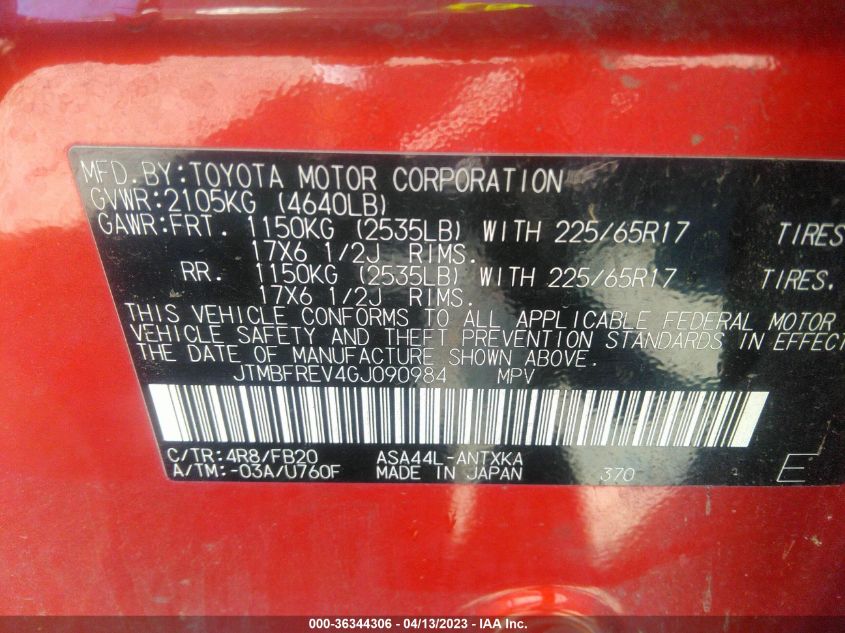 MFD. BY: TOYOTA MOTOR CORPORATION
GVWR: 2105KG (4640LB)
GAWR: FRT. 1150KG (2535LB) WITH 225/65R17 TIRES
17X6 1/2J RIMS.
RR. 1150KG (2535LB) WITH 225/65R17 TIRES.
17X6 1/2J RIMS.
THIS VEHICLE CONFORMS TO ALL APPLICABLE FEDERAL MOTOR
VEHICLE SAFETY AND THEFT PREVENTION STANDARDS IN EFFE
THE DATE OF MANUFACTURE SHOWN ABOVE.
JTMBFREV4GJ090984 MPV
C/TR: 4R8/FB20 ASA44L-ANTXKA
A/TM: -03A/U760F MADE IN JAPAN 370 E
000-36344306 - 04/13/2023 - IAA Inc.